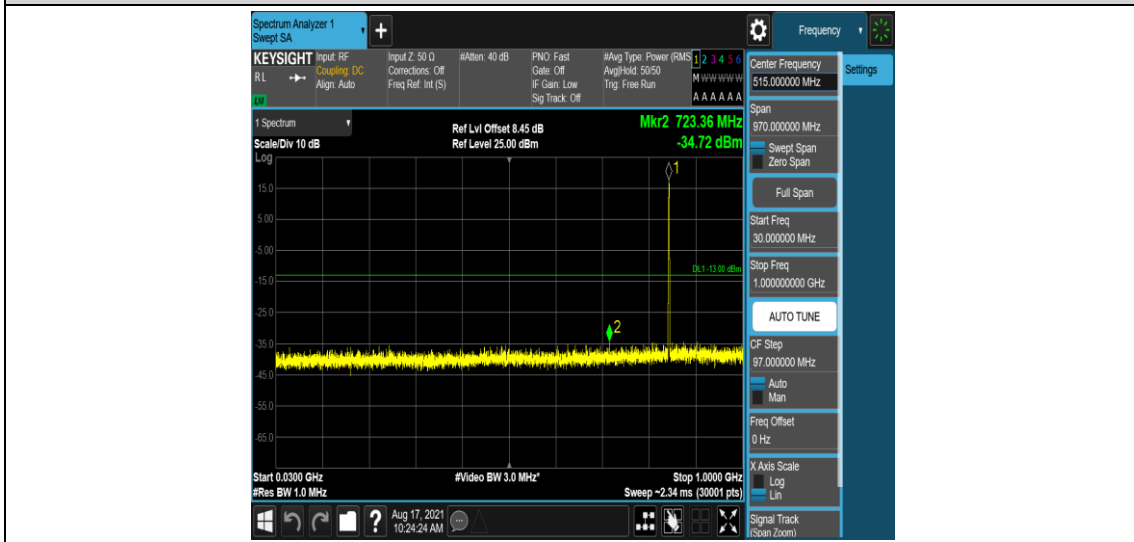 Spectrum Analyzer 1
Swept SA
+
Frequency
KEYSIGHT
RL
LXI
Input: RF
Coupling: DC
Align: Auto
Input Z: 50 Ω
Corrections: Off
Freq Ref: Int (S)
#Atten: 40 dB
PNO: Fast
Gate: Off
IF Gain: Low
Sig Track: Off
#Avg Type: Power (RMS
Avg|Hold: 50/50
Trig: Free Run
1 2 3 4 5 6
M W W W W W
A A A A A A
1 Spectrum
Scale/Div 10 dB
Ref Lvl Offset 8.45 dB
Ref Level 25.00 dBm
Mkr2 723.36 MHz
-34.72 dBm
Log
15.0
5.00
-5.00
-15.0
-25.0
-35.0
-45.0
-55.0
-65.0
1
DL1 -13.00 dBm
2
Start 0.0300 GHz
#Res BW 1.0 MHz
#Video BW 3.0 MHz*
Stop 1.0000 GHz
Sweep ~2.34 ms (30001 pts)
Center Frequency
515.000000 MHz
Settings
Span
970.000000 MHz
Swept Span
Zero Span
Full Span
Start Freq
30.000000 MHz
Stop Freq
1.000000000 GHz
AUTO TUNE
CF Step
97.000000 MHz
Auto
Man
Freq Offset
0 Hz
X Axis Scale
Log
Lin
Signal Track
(Span Zoom)
?
Aug 17, 2021
10:24:24 AM